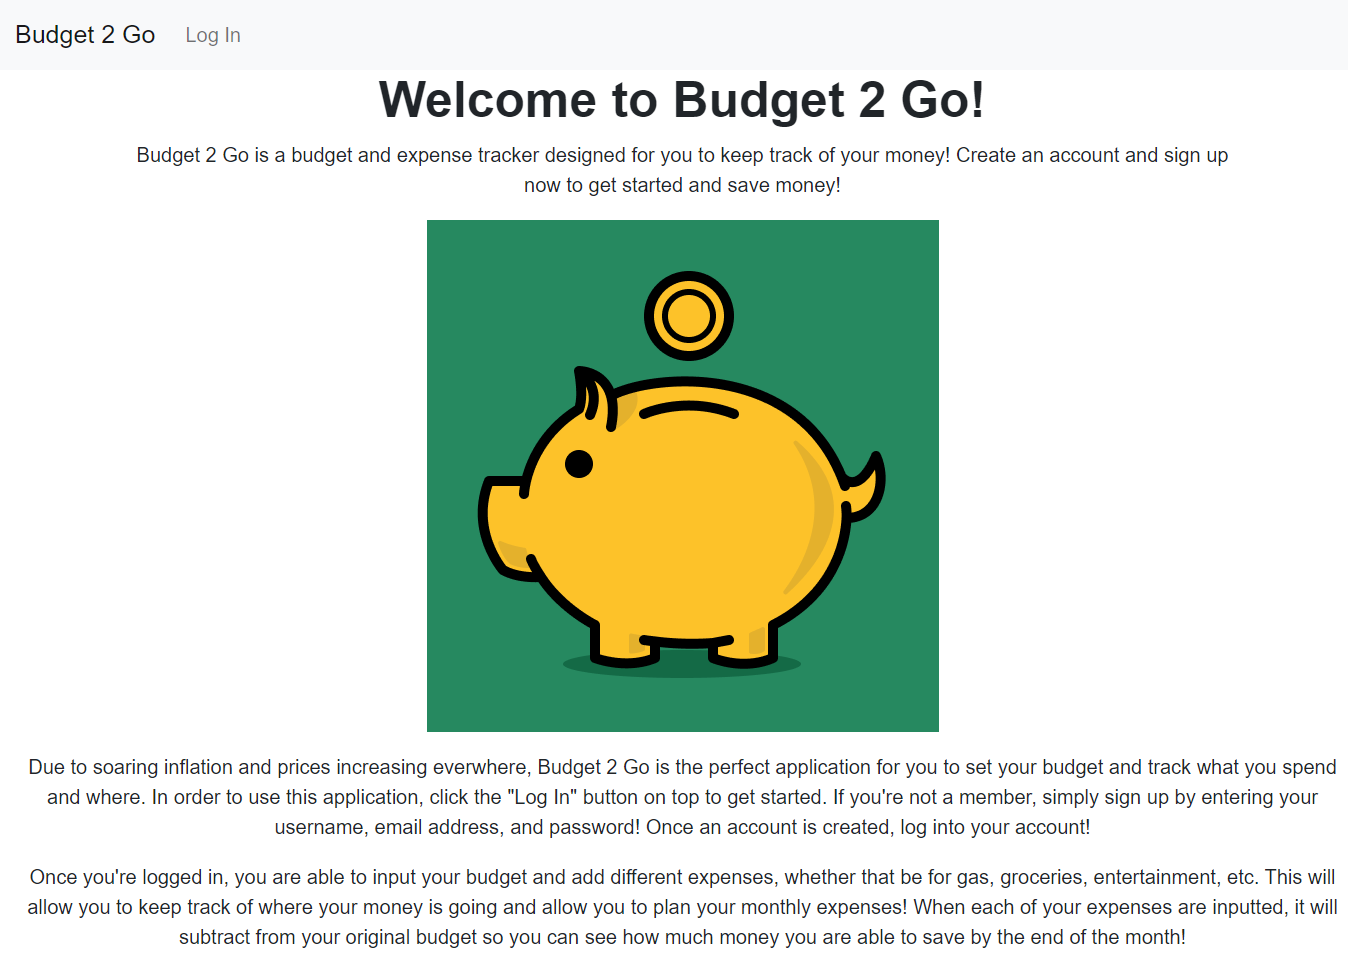 Budget 2 Go Log In
Welcome to Budget 2 Go!
Budget 2 Go is a budget and expense tracker designed for you to keep track of your money! Create an account and sign up
now to get started and save money!
Due to soaring inflation and prices increasing everwhere, Budget 2 Go is the perfect application for you to set your budget and track what you spend
and where. In order to use this application, click the "Log In" button on top to get started. If you're not a member, simply sign up by entering your
username, email address, and password! Once an account is created, log into your account!
Once you're logged in, you are able to input your budget and add different expenses, whether that be for gas, groceries, entertainment, etc. This will
allow you to keep track of where your money is going and allow you to plan your monthly expenses! When each of your expenses are inputted, it will
subtract from your original budget so you can see how much money you are able to save by the end of the month!